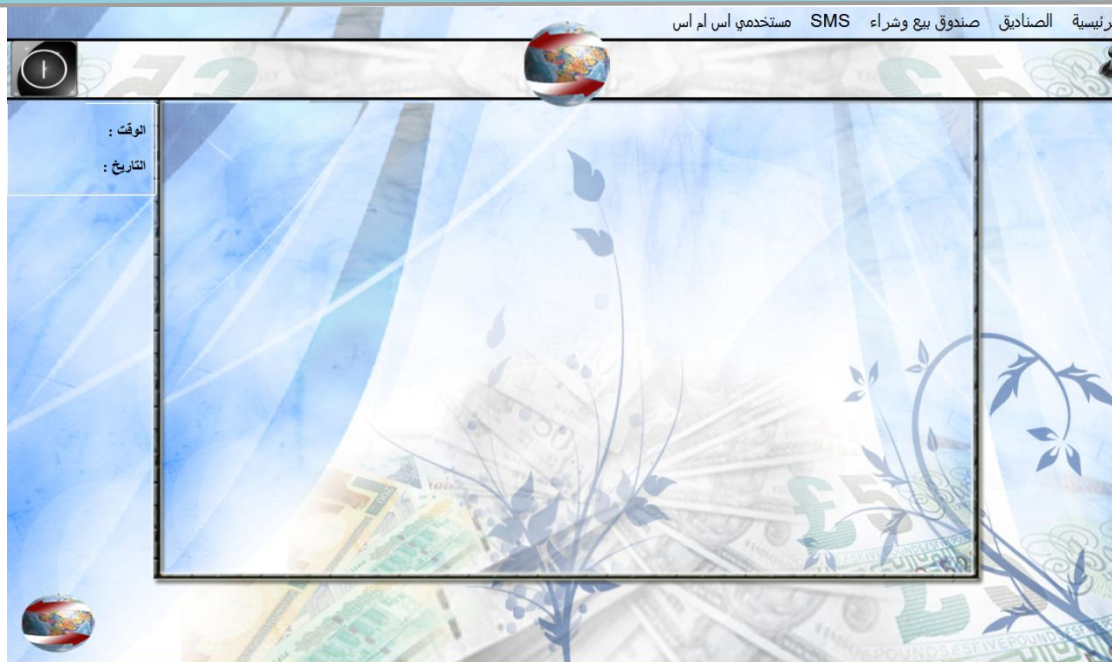 رئيسية الصناديق صندوق بيع وشراء SMS مستخدمي اس ام اس
الوقت :
التاريخ :